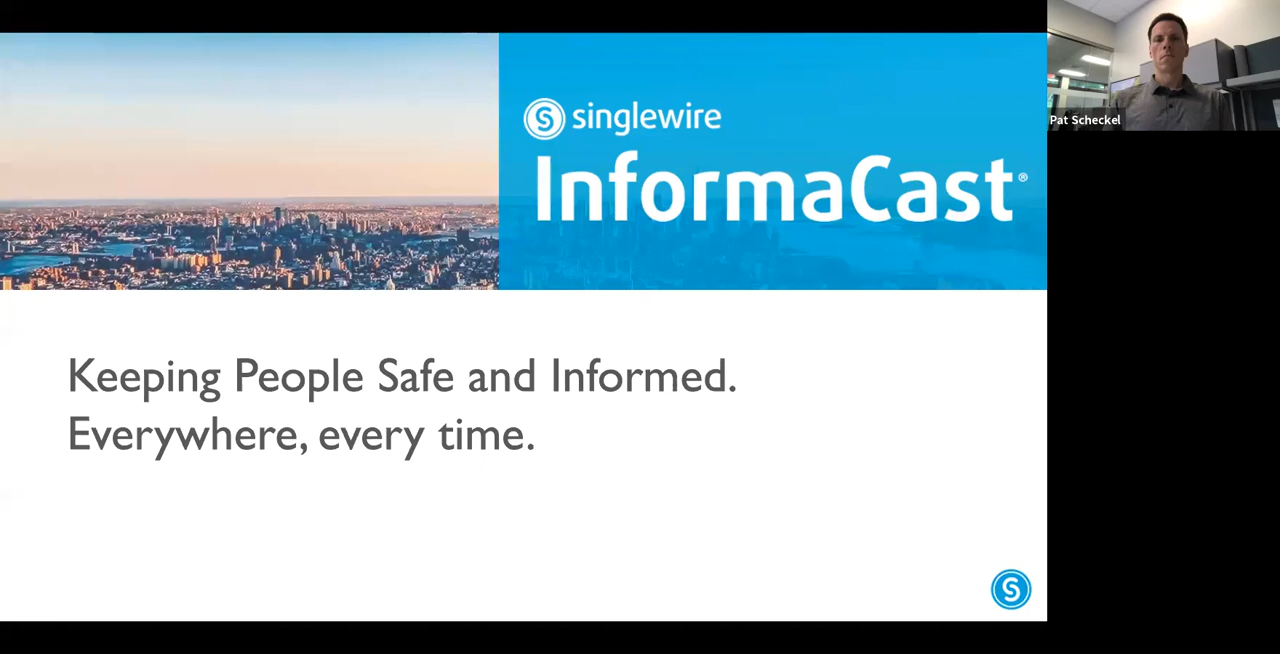 singlewire
InformaCast®
Keeping People Safe and Informed.
Everywhere, every time.
Pat Scheckel